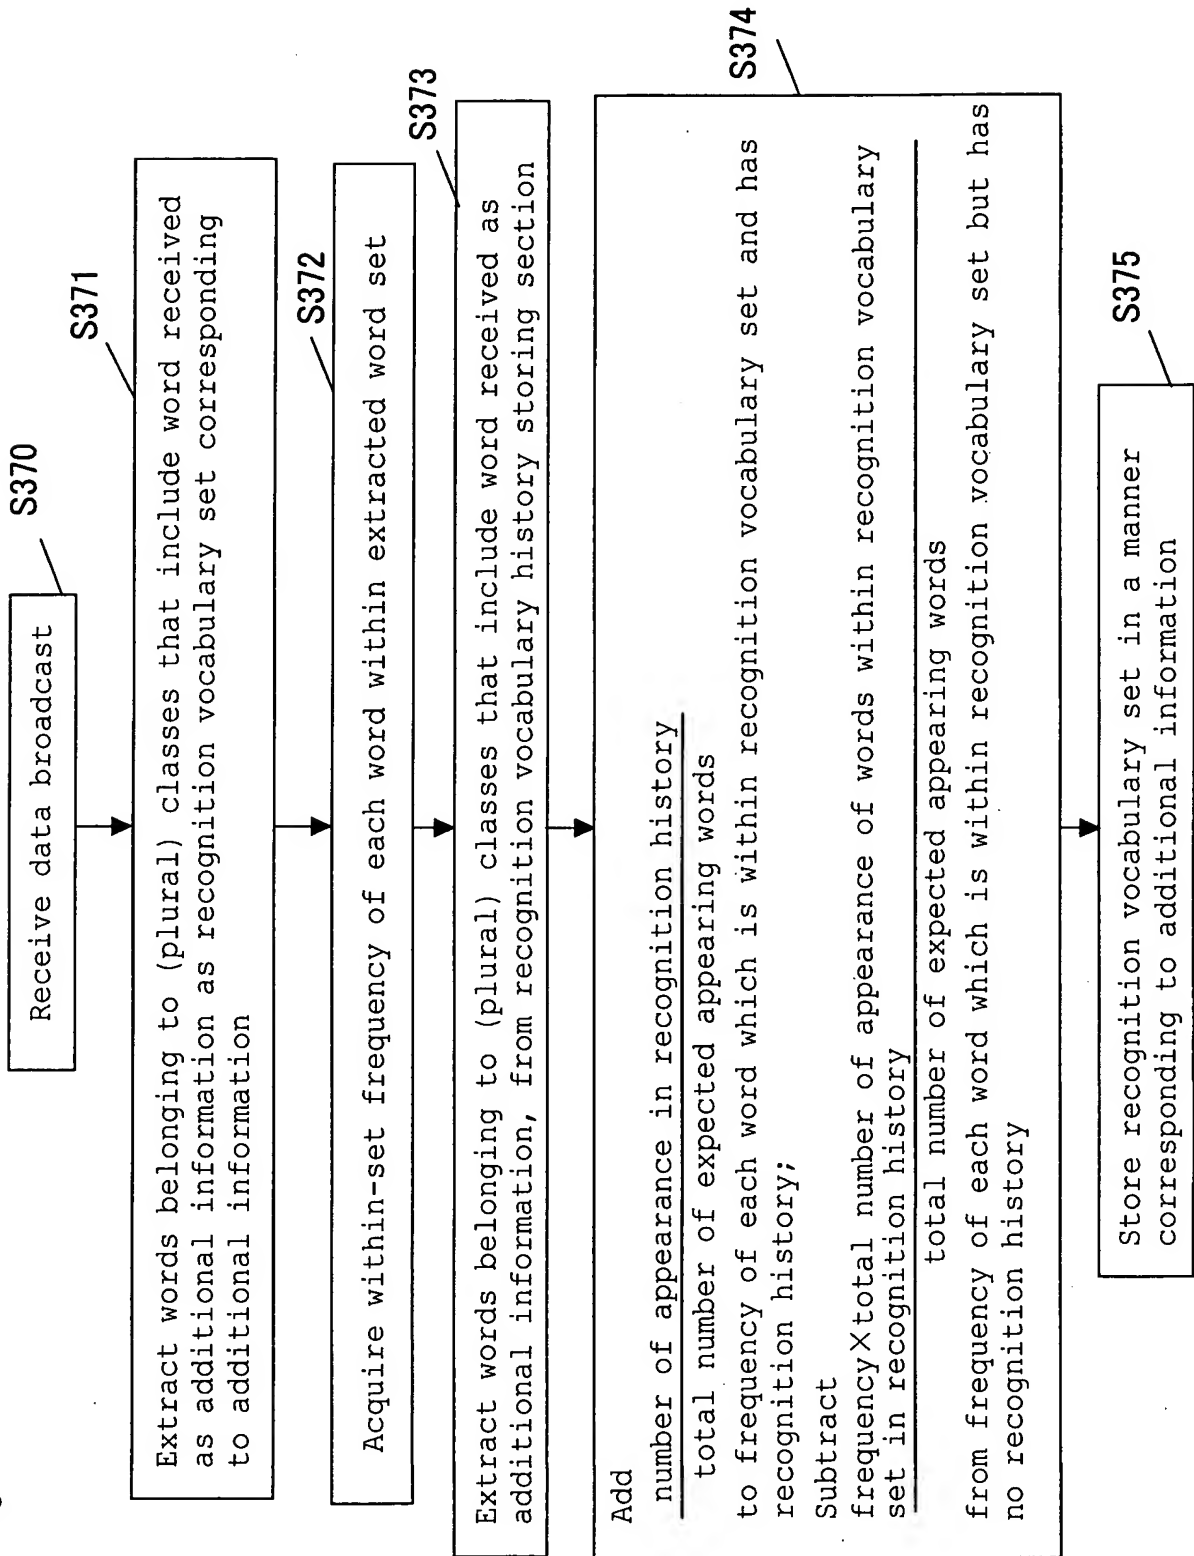 S370
Receive data broadcast
S371
Extract words belonging to (plural) classes that include word received
as additional information as recognition vocabulary set corresponding
to additional information
S372
Acquire within-set frequency of each word within extracted word set
S373
Extract words belonging to (plural) classes that include word received as
additional information, from recognition vocabulary history storing section
S374
Add
number of appearance in recognition history
total number of expected appearing words
to frequency of each word which is within recognition vocabulary set and has
recognition history;
Subtract
frequency×total number of appearance of words within recognition vocabulary
set in recognition history
total number of expected appearing words
from frequency of each word which is within recognition vocabulary set but has
no recognition history
S375
Store recognition vocabulary set in a manner
corresponding to additional information